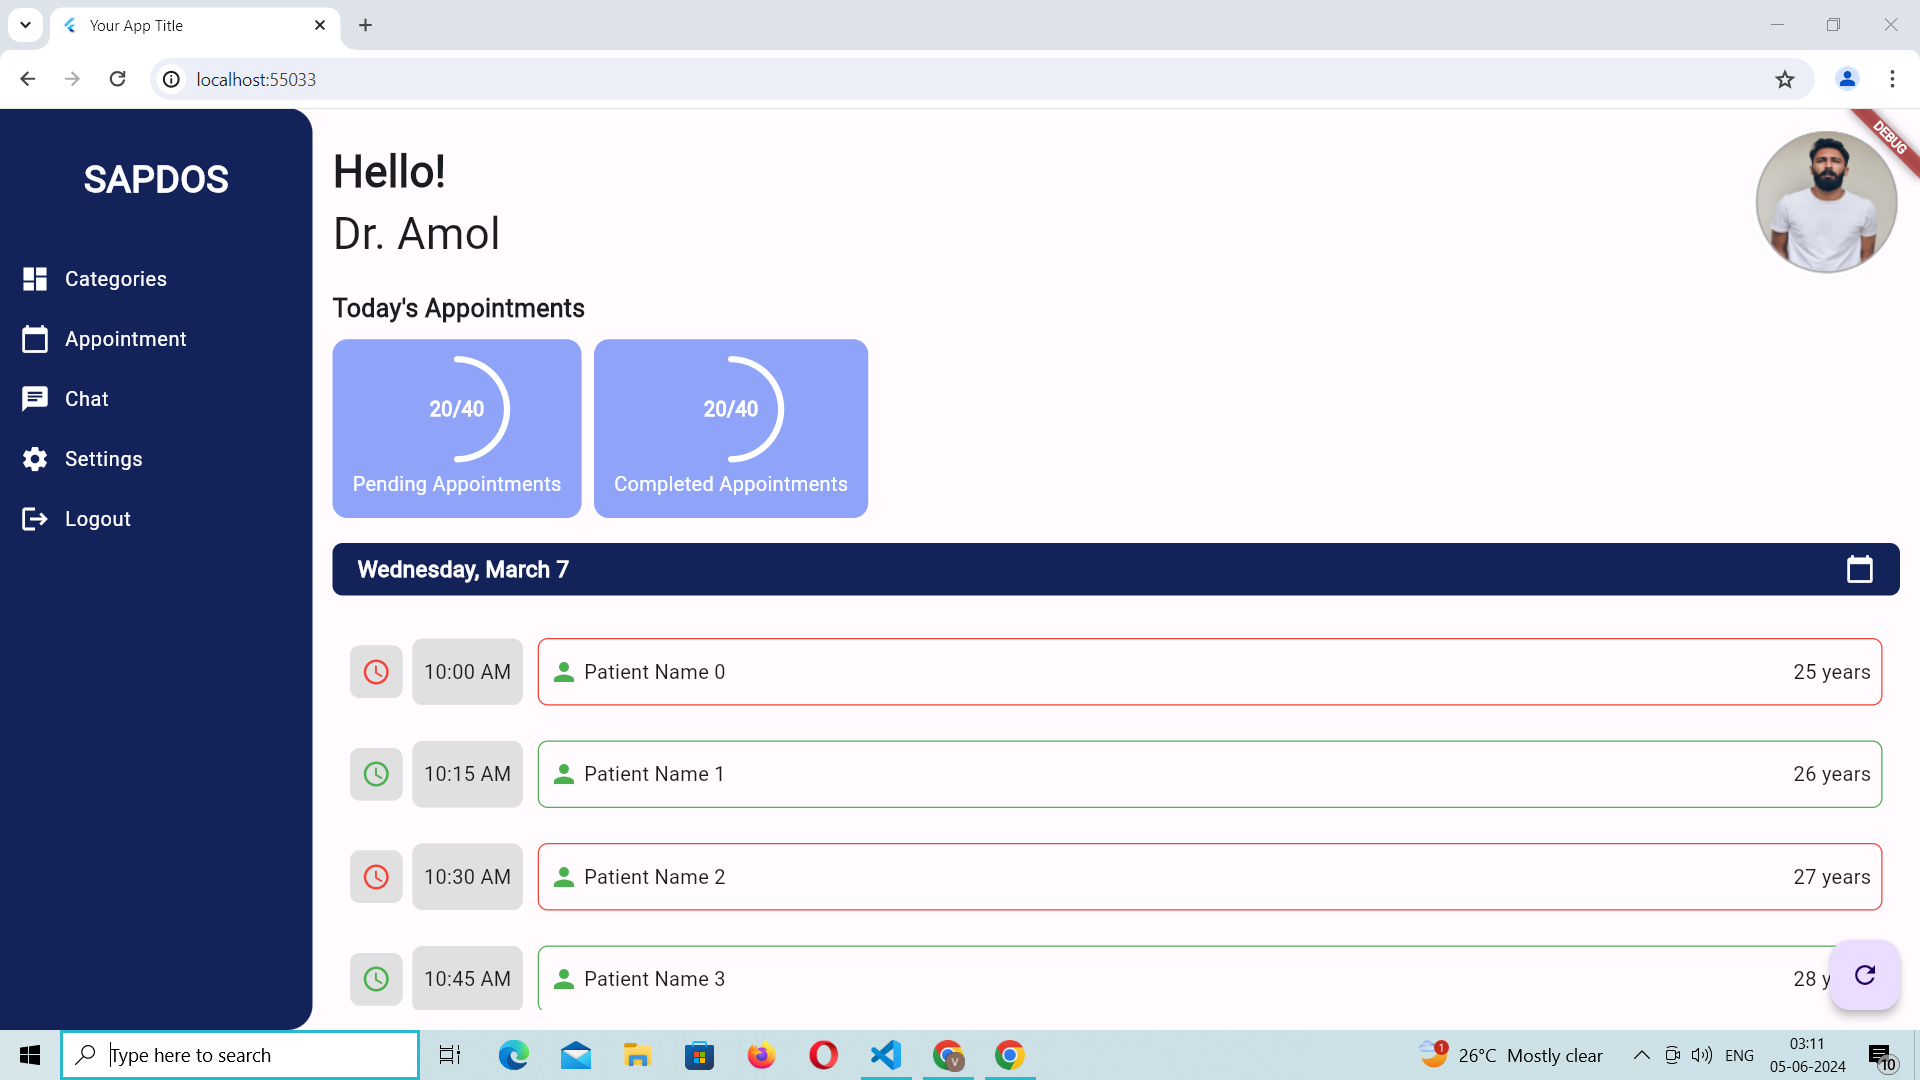 Your App Title
localhost:55033
DEBUG
SAPDOS
Categories
Appointment
Chat
Settings
Logout
Hello!
Dr. Amol
Today's Appointments
20/40
Pending Appointments
20/40
Completed Appointments
Wednesday, March 7
10:00 AM Patient Name 0 25 years
10:15 AM Patient Name 1 26 years
10:30 AM Patient Name 2 27 years
10:45 AM Patient Name 3 28 y
Type here to search
V
1
26°C Mostly clear
ENG
03:11
05-06-2024
10